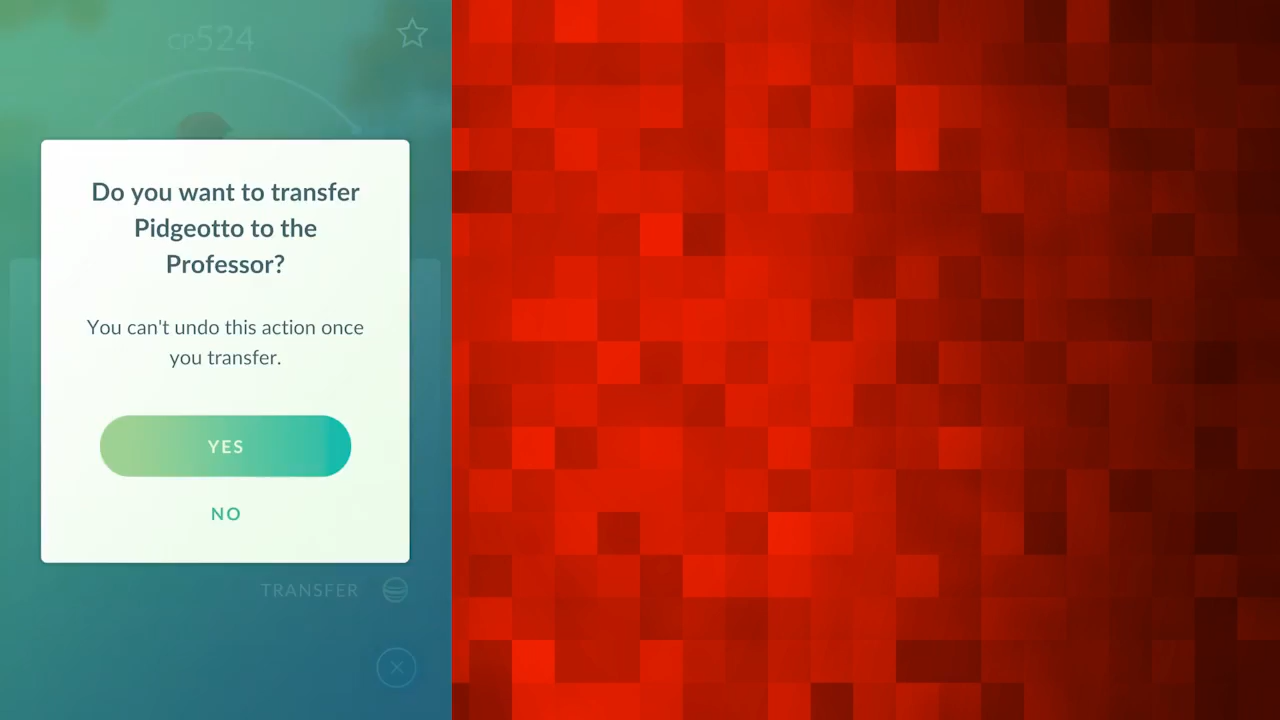 CP524
Do you want to transfer
Pidgeotto to the
Professor?
You can't undo this action once
you transfer.
YES
NO
TRANSFER